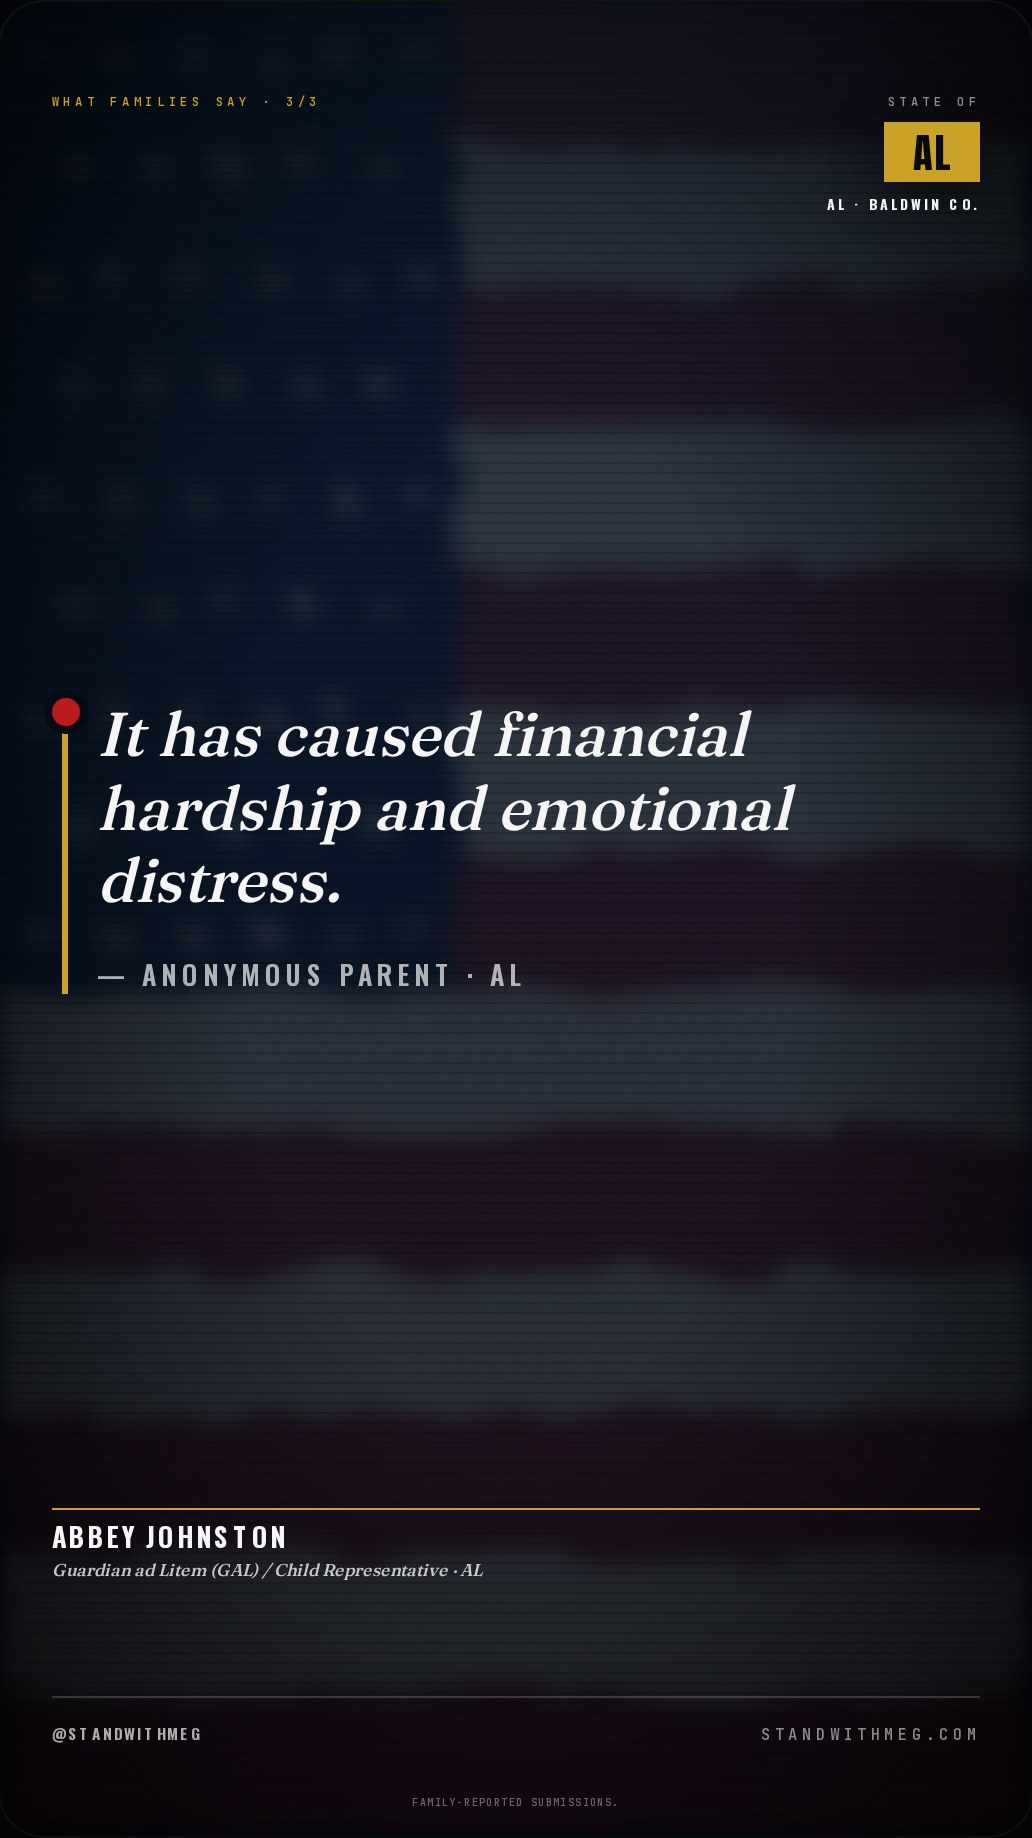 WHAT FAMILIES SAY · 3/3
STATE OF
AL
AL · BALDWIN CO.
It has caused financial
hardship and emotional
distress.
— ANONYMOUS PARENT · AL
ABBEY JOHNSTON
Guardian ad Litem (GAL) / Child Representative · AL
@STANDWITHMEG
STANDWITHMEG.COM
FAMILY-REPORTED SUBMISSIONS.